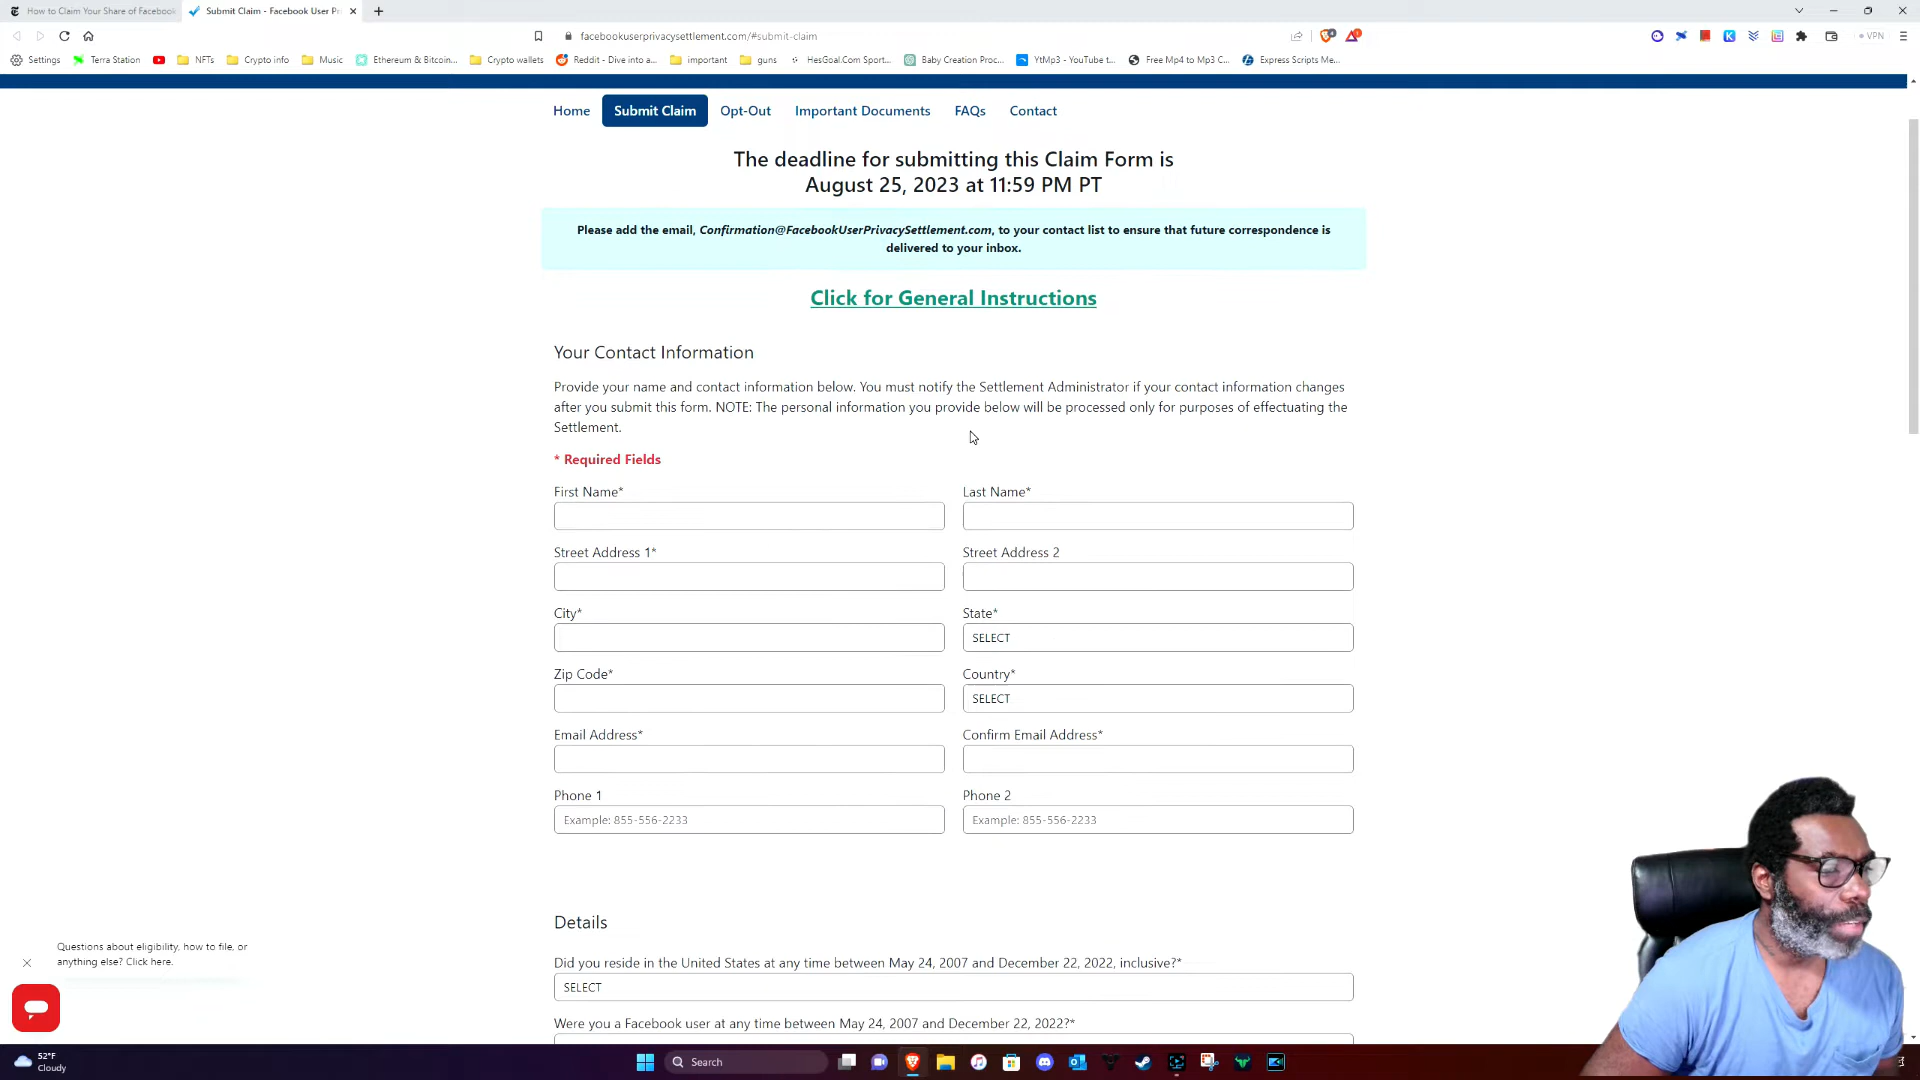 How to Claim Your Share of Facebook
Submit Claim - Facebook User Pr
facebookuserprivacysettlement.com/#submit-claim
VPN
Settings
Terra Station
NFTs
Crypto info
Music
Ethereum & Bitcoin...
Crypto wallets
Reddit - Dive into a...
important
guns
HesGoal.Com Sport...
Baby Creation Proc...
YtMp3 - YouTube t...
Free Mp4 to Mp3 C...
Express Scripts Me...
Home
Submit Claim
Opt-Out
Important Documents
FAQs
Contact
The deadline for submitting this Claim Form is
August 25, 2023 at 11:59 PM PT
Please add the email, Confirmation@FacebookUserPrivacySettlement.com, to your contact list to ensure that future correspondence is
delivered to your inbox.
Click for General Instructions
Your Contact Information
Provide your name and contact information below. You must notify the Settlement Administrator if your contact information changes
after you submit this form. NOTE: The personal information you provide below will be processed only for purposes of effectuating the
Settlement.
* Required Fields
First Name*
Last Name*
Street Address 1*
Street Address 2
City*
State*
SELECT
Zip Code*
Country*
SELECT
Email Address*
Confirm Email Address*
Phone 1
Phone 2
Example: 855-556-2233
Example: 855-556-2233
Details
Did you reside in the United States at any time between May 24, 2007 and December 22, 2022, inclusive?*
SELECT
Were you a Facebook user at any time between May 24, 2007 and December 22, 2022?*
Questions about eligibility, how to file, or
anything else? Click here.
52°F
Cloudy
Search